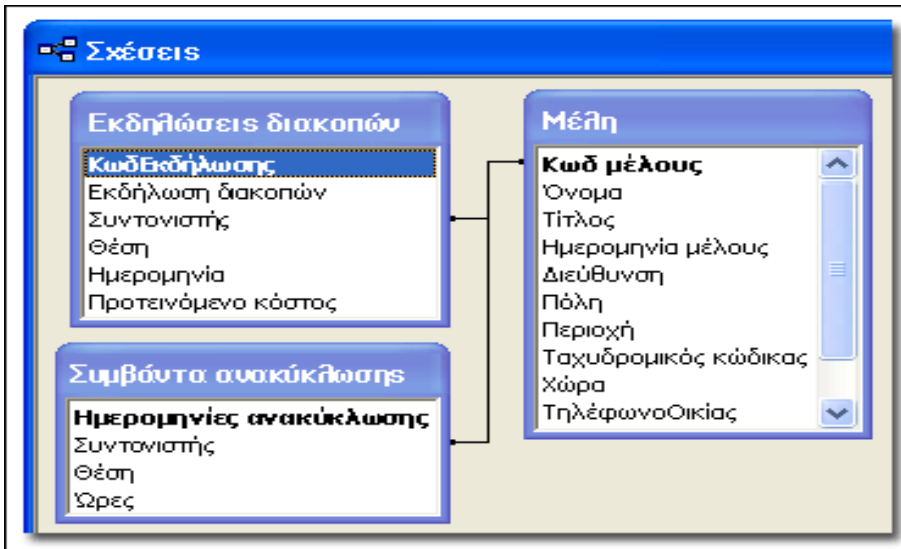 Σχέσεις
Εκδηλώσεις διακοπών
ΚωδΕκδήλωσης
Εκδήλωση διακοπών
Συντονιστής
Θέση
Ημερομηνία
Προτεινόμενο κόστος
Μέλη
Κωδ μέλους
Όνομα
Τίτλος
Ημερομηνία μέλους
Διεύθυνση
Πόλη
Περιοχή
Ταχυδρομικός κώδικας
Χώρα
ΤηλέφωνοΟικίας
Συμβάντα ανακύκλωσης
Ημερομηνίες ανακύκλωσης
Συντονιστής
Θέση
Ώρες